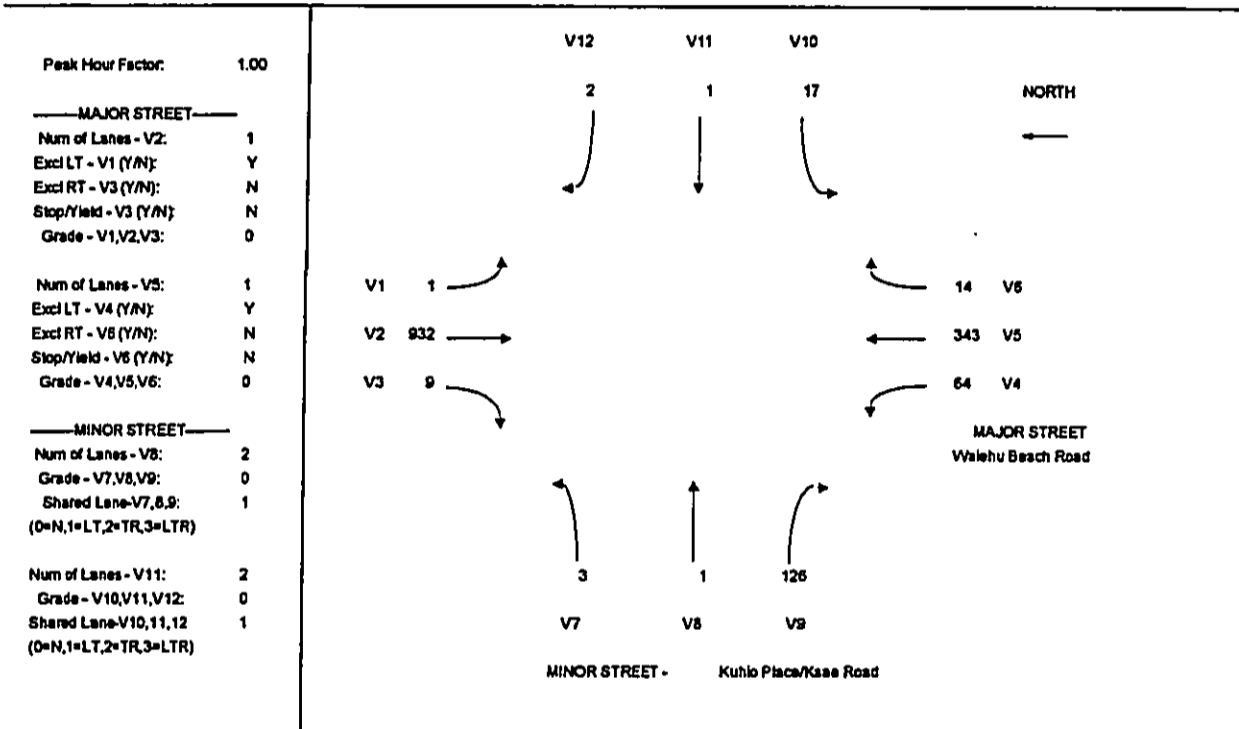 Peak Hour Factor: 1.00
MAJOR STREET
Num of Lanes - V2: 1
Excl LT - V1 (Y/N): Y
Excl RT - V3 (Y/N): N
Stop/Yield - V3 (Y/N): N
Grade - V1,V2,V3: 0
Num of Lanes - V5: 1
Excl LT - V4 (Y/N): Y
Excl RT - V6 (Y/N): N
Stop/Yield - V6 (Y/N): N
Grade - V4,V5,V6: 0
MINOR STREET
Num of Lanes - V8: 2
Grade - V7,V8,V9: 0
Shared Lane-V7,8,9: 1
(0=N,1=LT,2=TR,3=LTR)
Num of Lanes - V11: 2
Grade - V10,V11,V12: 0
Shared Lane-V10,11,12 1
(0=N,1=LT,2=TR,3=LTR)
V12 V11 V10
2 1 17 NORTH
V1 1 14 V6
V2 932 343 V5
V3 9 64 V4
MAJOR STREET
Waiehu Beach Road
3 1 126
V7 V8 V9
MINOR STREET - Kuhio Place/Kaae Road